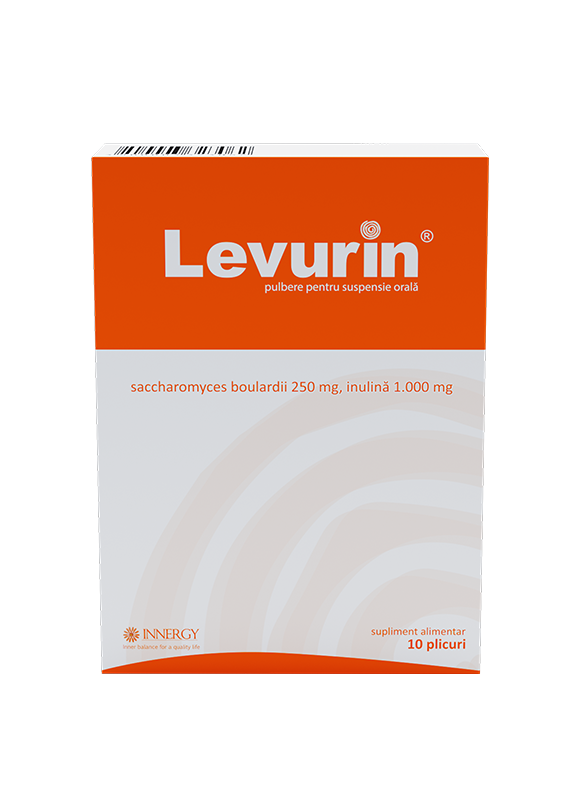 Levurin®
pulbere pentru suspensie orală
saccharomyces boulardii 250 mg, inulină 1.000 mg
INNERGY
inner balance for a quality life
supliment alimentar
10 plicuri